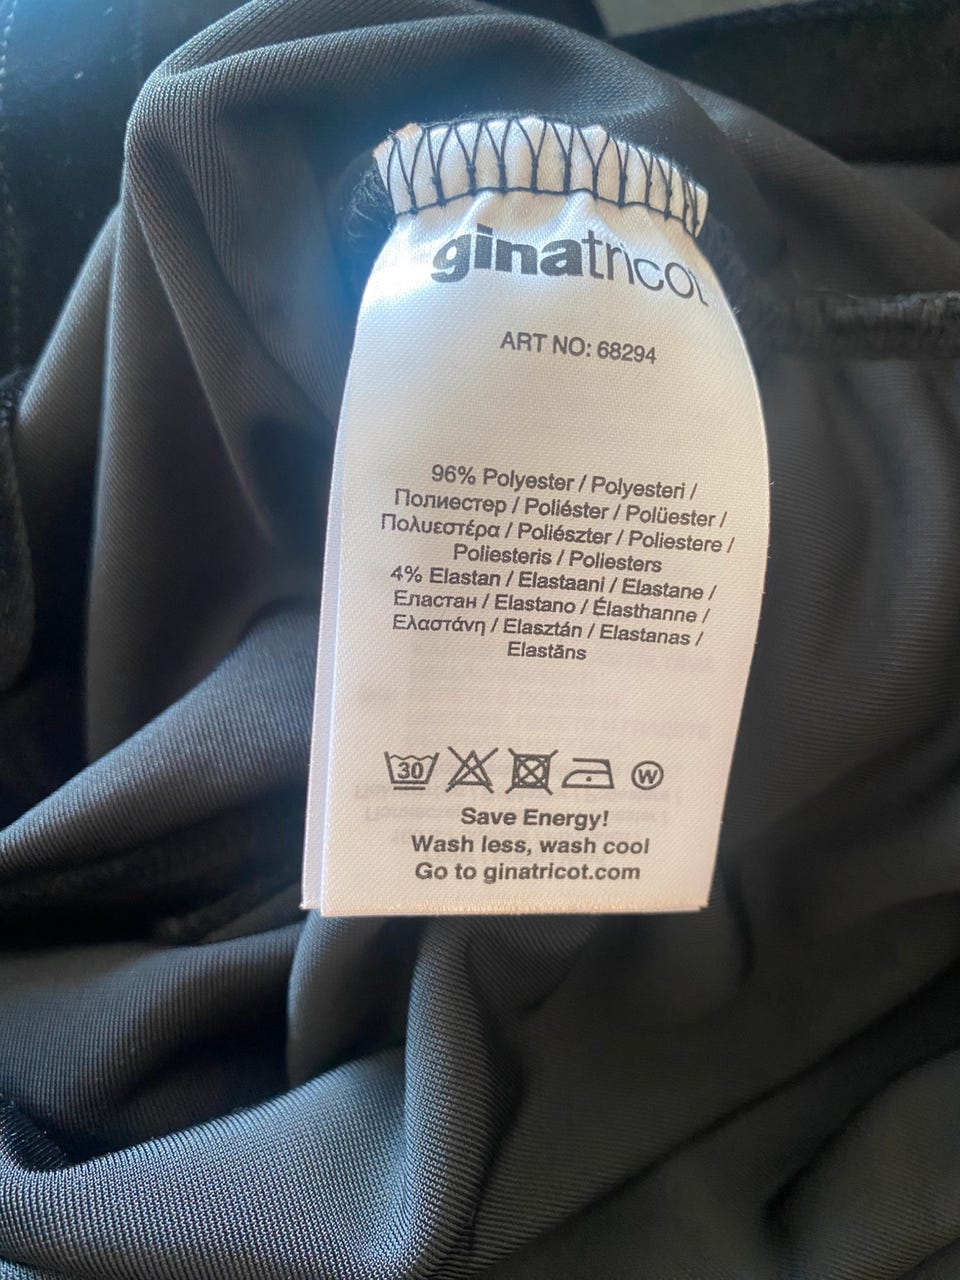 ginatricot
ART NO: 68294
96% Polyester / Polyesteri /
Полиестер / Poliéster / Polüester /
Πολυεστέρα / Poliészter / Poliestere /
Poliesteris / Poliesters
4% Elastan / Elastaani / Elastane /
Еластан / Elastano / Élasthanne /
Ελαστάνη / Elasztán / Elastanas /
Elastāns
30
W
Save Energy!
Wash less, wash cool
Go to ginatricot.com